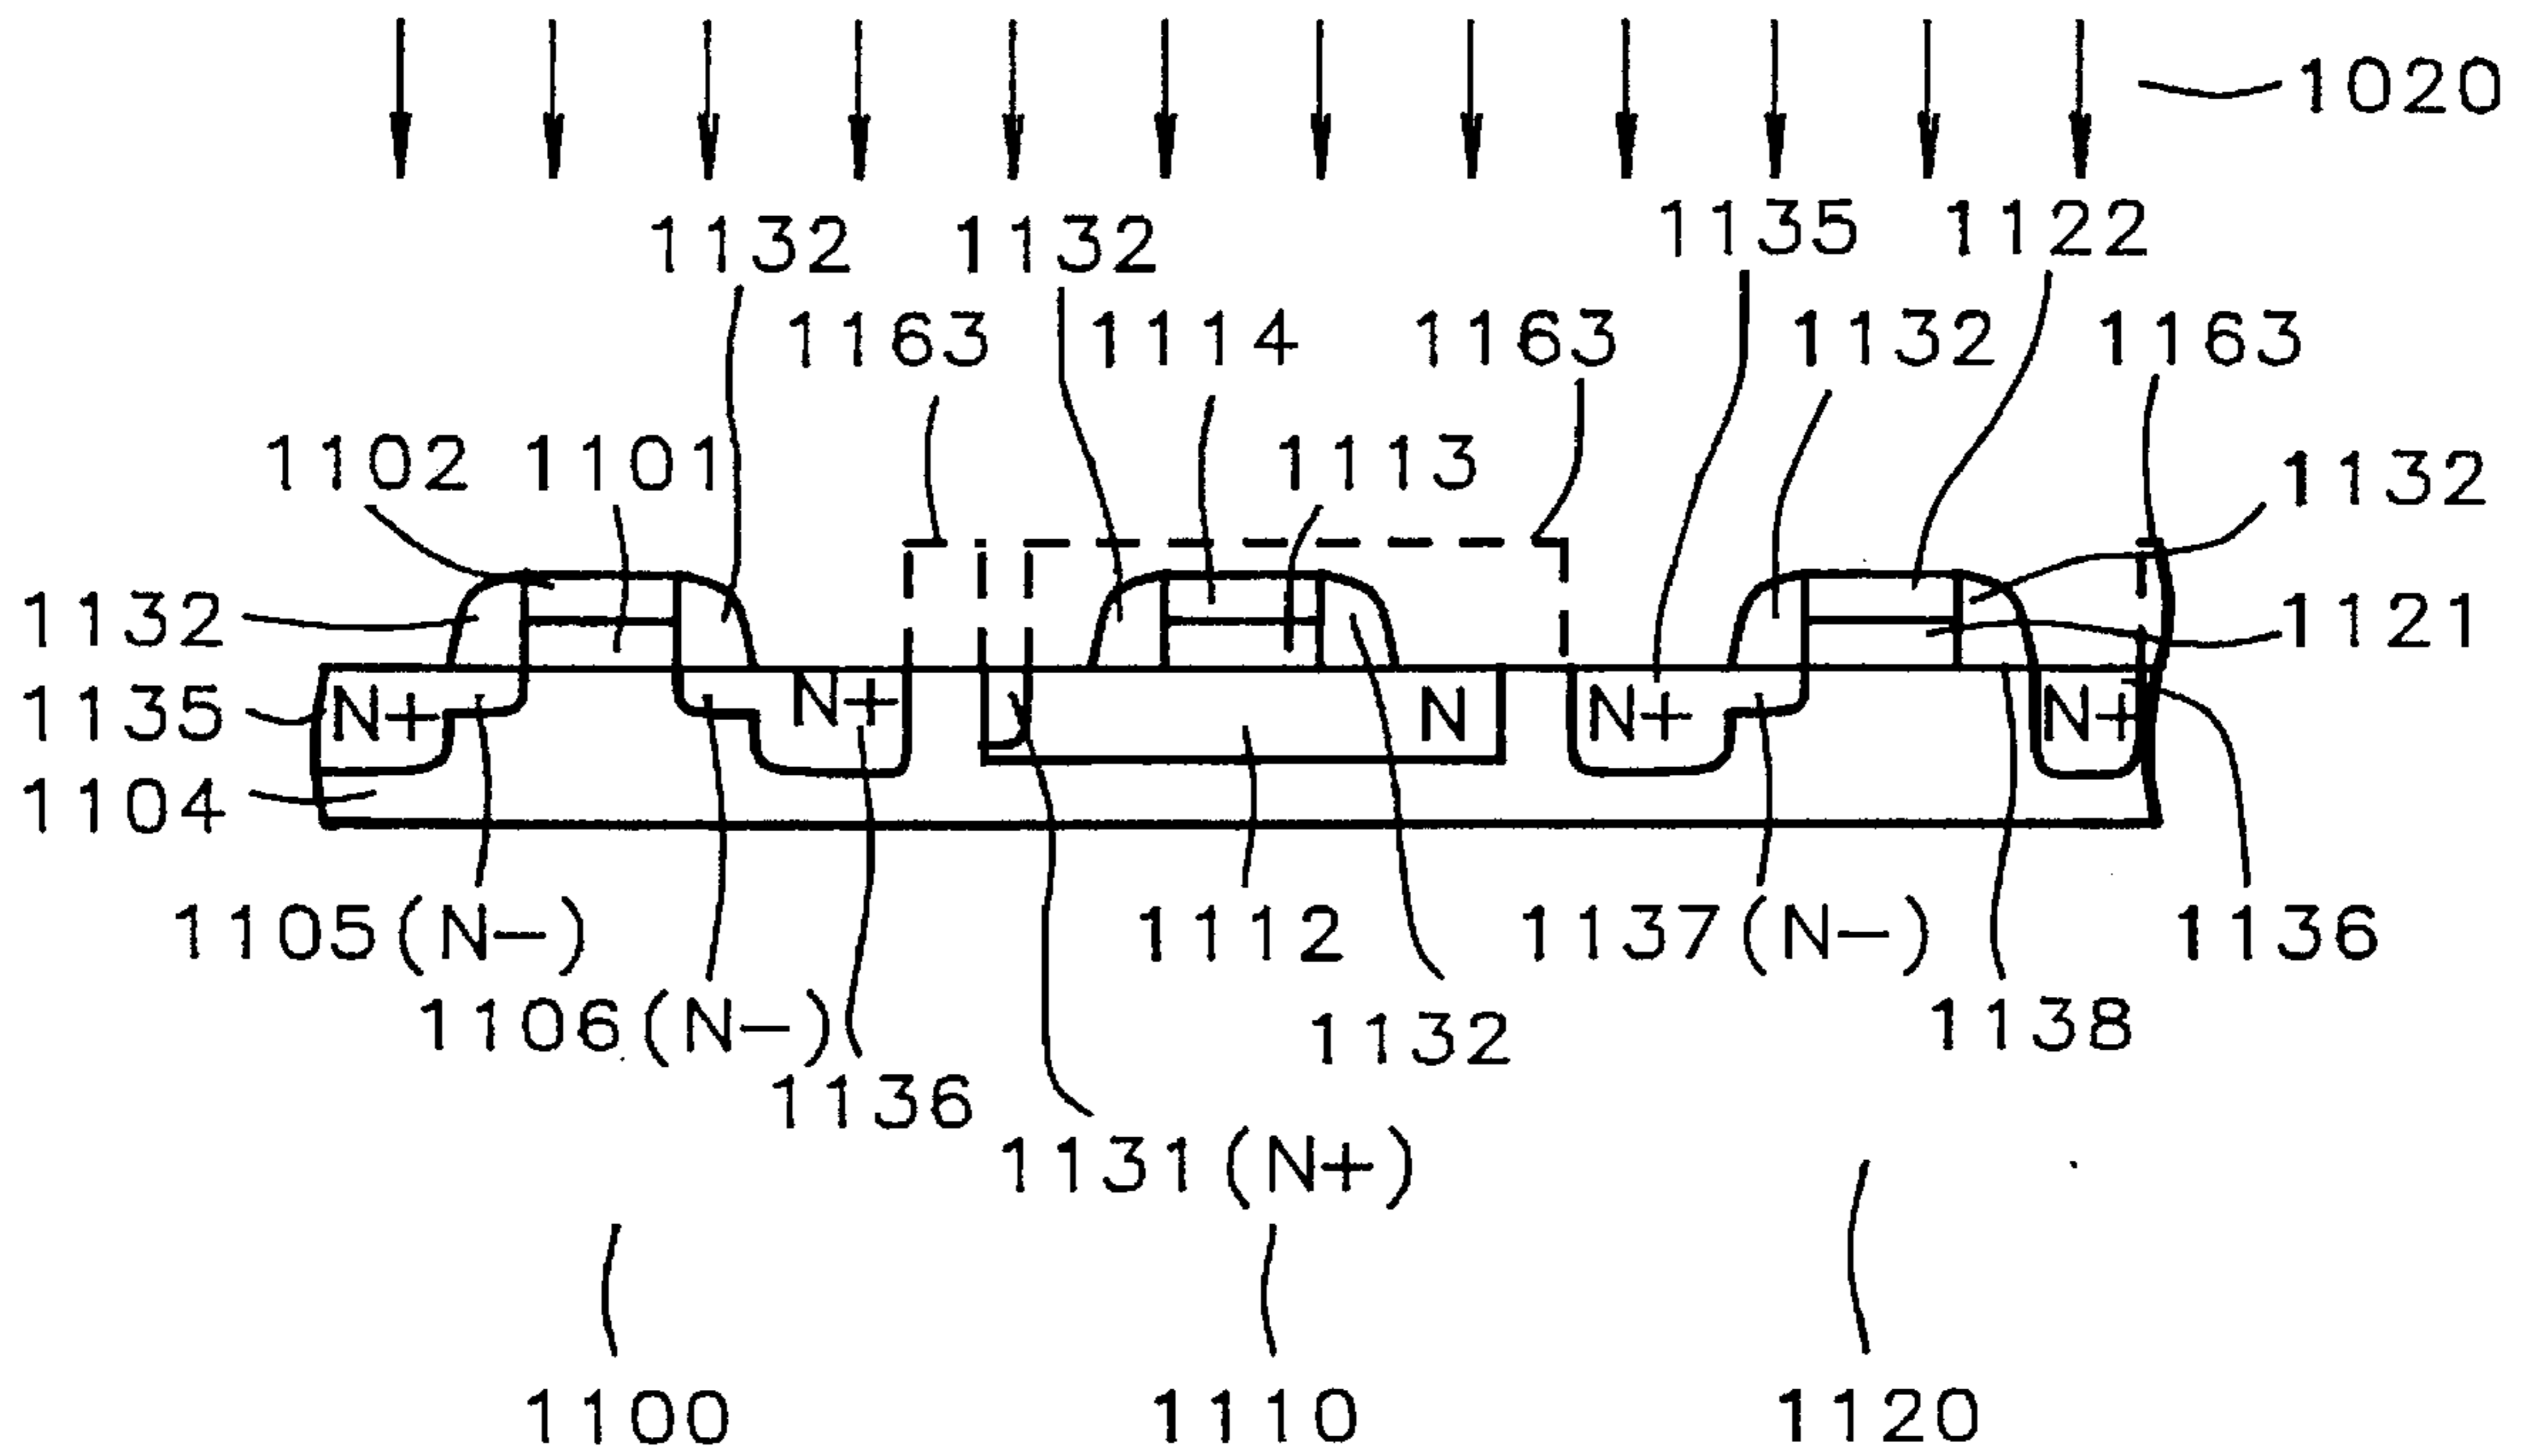 1020
1132 1132 1135 1122
1163 1114 1163 1132 1163
1102 1101 1113 1132
1132 1121
1135 N+ N+ N N+ N+
1104
1105(N-) 1112 1137(N-) 1136
1106(N-) 1132 1138
1136
1131(N+)
1100 1110 1120